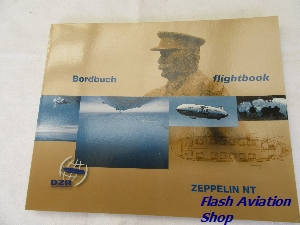 Bordbuch flightbook
DZR
ZEPPELIN NT
Flash Aviation
Shop